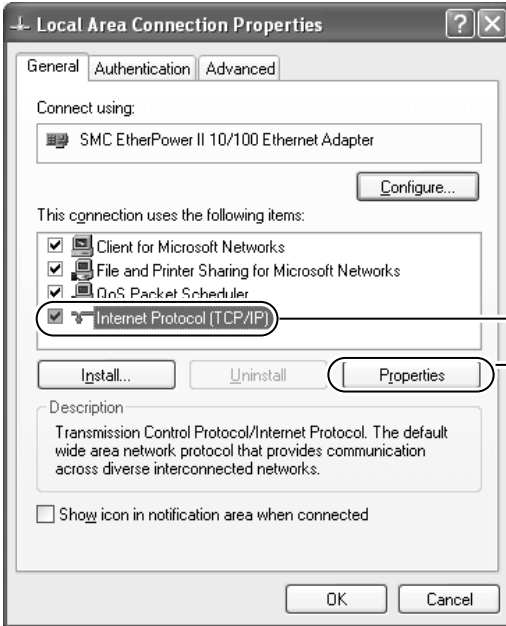 Local Area Connection Properties
General Authentication Advanced
Connect using:
SMC EtherPower II 10/100 Ethernet Adapter
Configure...
This connection uses the following items:
Client for Microsoft Networks
File and Printer Sharing for Microsoft Networks
QoS Packet Scheduler
Internet Protocol (TCP/IP)
Install... Uninstall Properties
Description
Transmission Control Protocol/Internet Protocol. The default
wide area network protocol that provides communication
across diverse interconnected networks.
Show icon in notification area when connected
OK Cancel